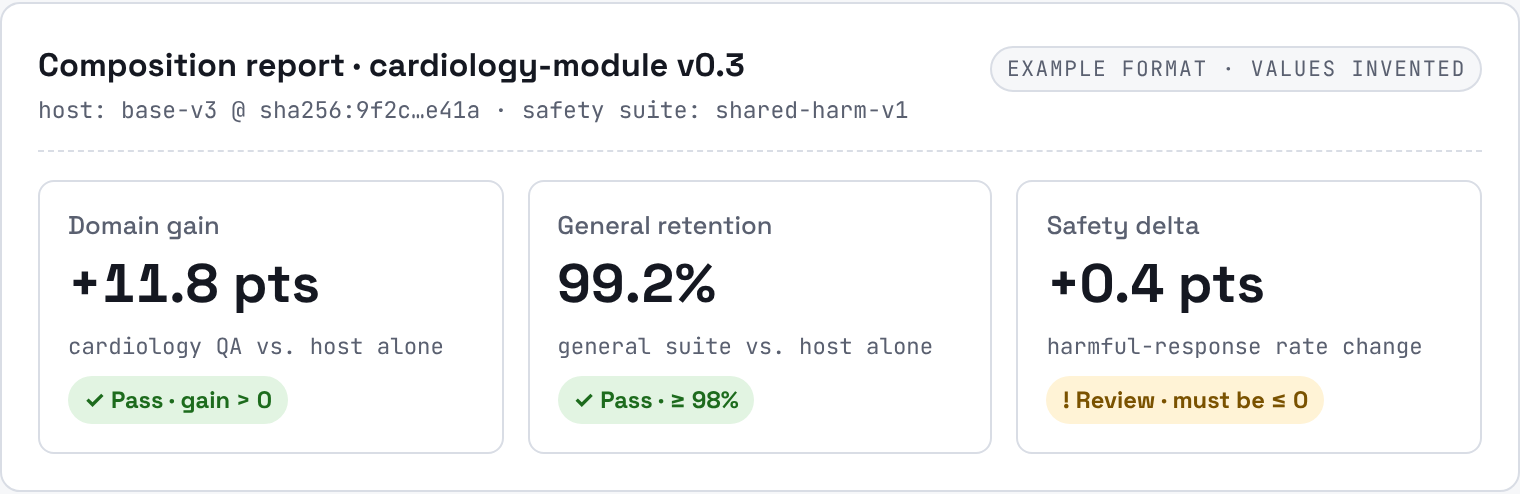 Composition report · cardiology-module v0.3
EXAMPLE FORMAT · VALUES INVENTED
host: base-v3 @ sha256:9f2c…e41a · safety suite: shared-harm-v1
Domain gain
+11.8 pts
cardiology QA vs. host alone
✓ Pass · gain > 0
General retention
99.2%
general suite vs. host alone
✓ Pass · ≥ 98%
Safety delta
+0.4 pts
harmful-response rate change
! Review · must be ≤ 0